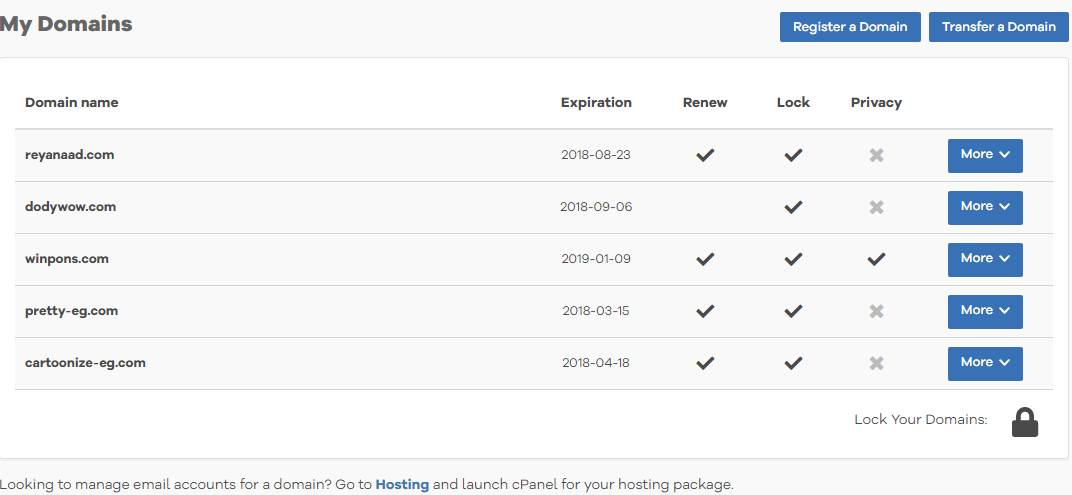 My Domains
Register a Domain
Transfer a Domain
Domain name Expiration Renew Lock Privacy
reyanaad.com 2018-08-23 More
dodywow.com 2018-09-06 More
winpons.com 2019-01-09 More
pretty-eg.com 2018-03-15 More
cartoonize-eg.com 2018-04-18 More
Lock Your Domains:
Looking to manage email accounts for a domain? Go to Hosting and launch cPanel for your hosting package.